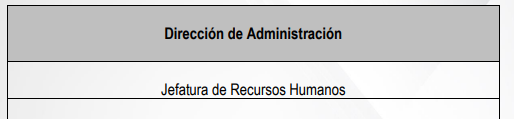 Dirección de Administración
Jefatura de Recursos Humanos